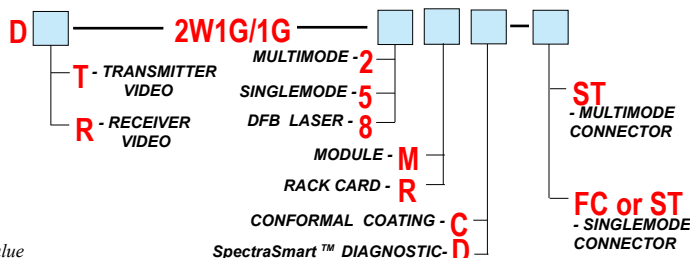 D 2W1G/1G -
T - TRANSMITTER
VIDEO
R - RECEIVER
VIDEO
MULTIMODE - 2
SINGLEMODE - 5
DFB LASER - 8
MODULE - M
RACK CARD - R
CONFORMAL COATING - C
SpectraSmart ™ DIAGNOSTIC- D
ST
- MULTIMODE
CONNECTOR
FC or ST
- SINGLEMODE
CONNECTOR